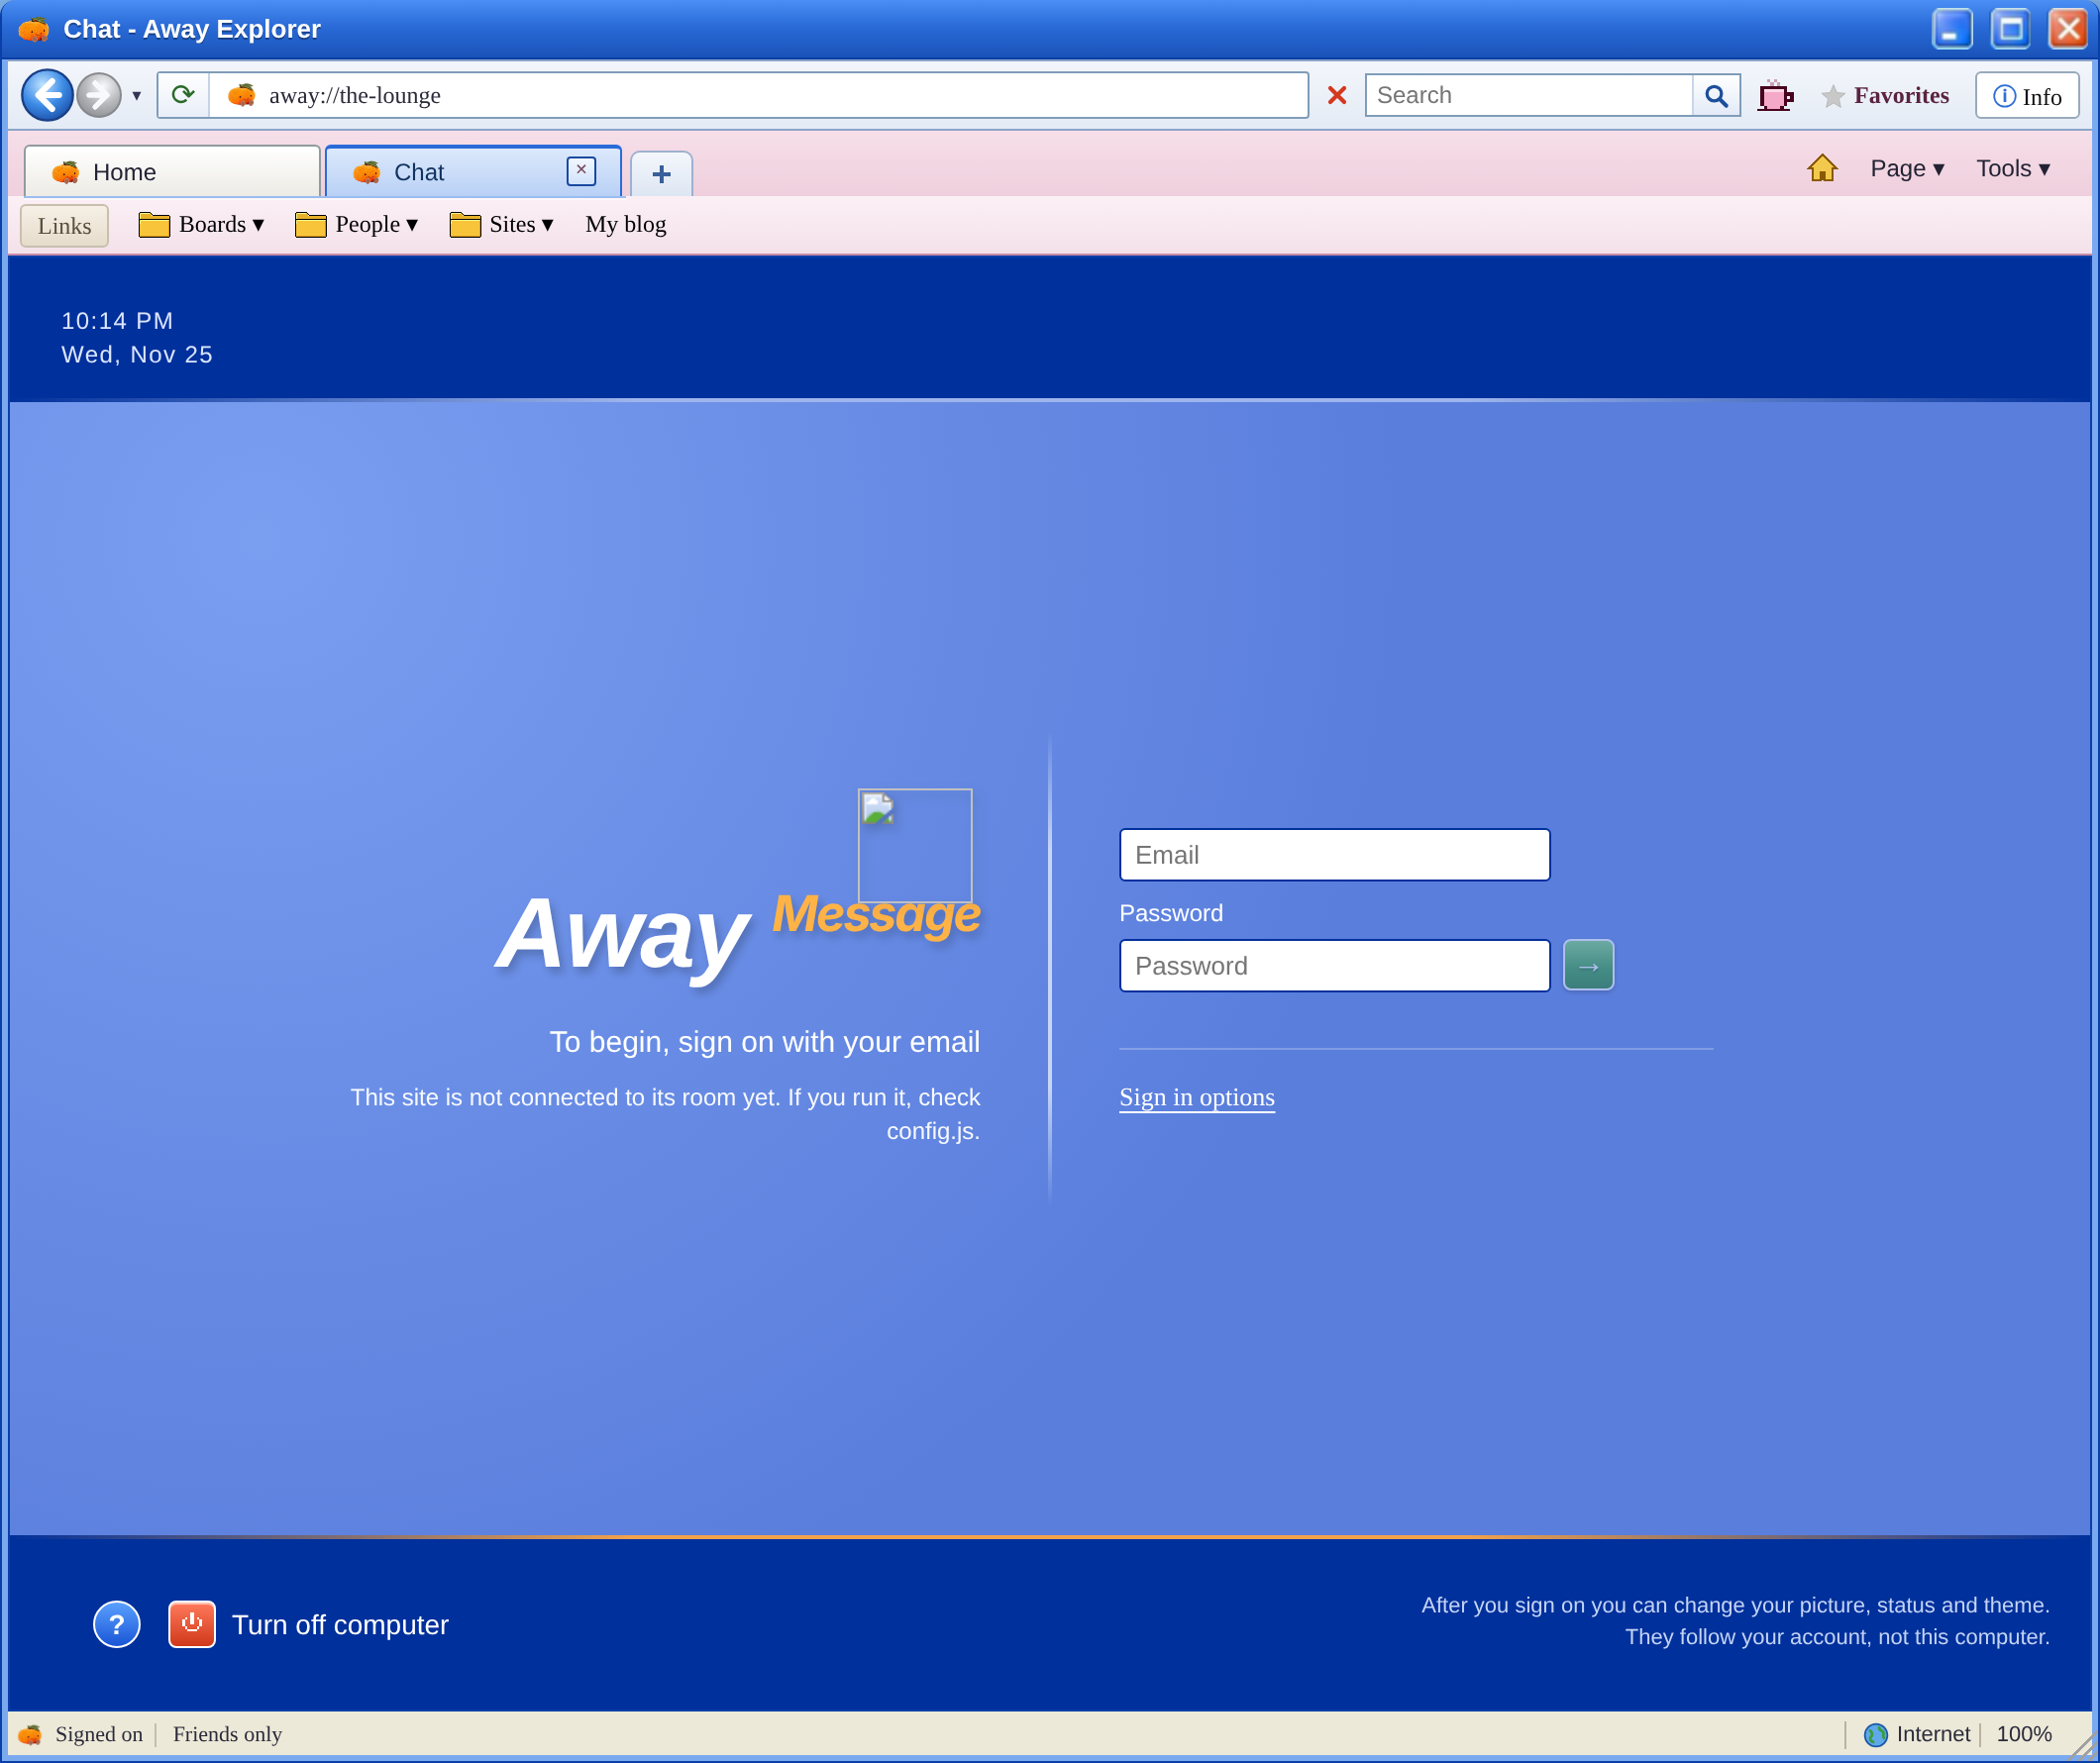 Chat - Away Explorer
away://the-lounge
Search
Favorites
Info
Home
Chat
Page ▾
Tools ▾
Links
Boards ▾
People ▾
Sites ▾
My blog
10:14 PM
Wed, Nov 25
Away Message
To begin, sign on with your email
This site is not connected to its room yet. If you run it, check
config.js.
Email
Password
Password
→
Sign in options
?
Turn off computer
After you sign on you can change your picture, status and theme.
They follow your account, not this computer.
Signed on
Friends only
Internet
100%